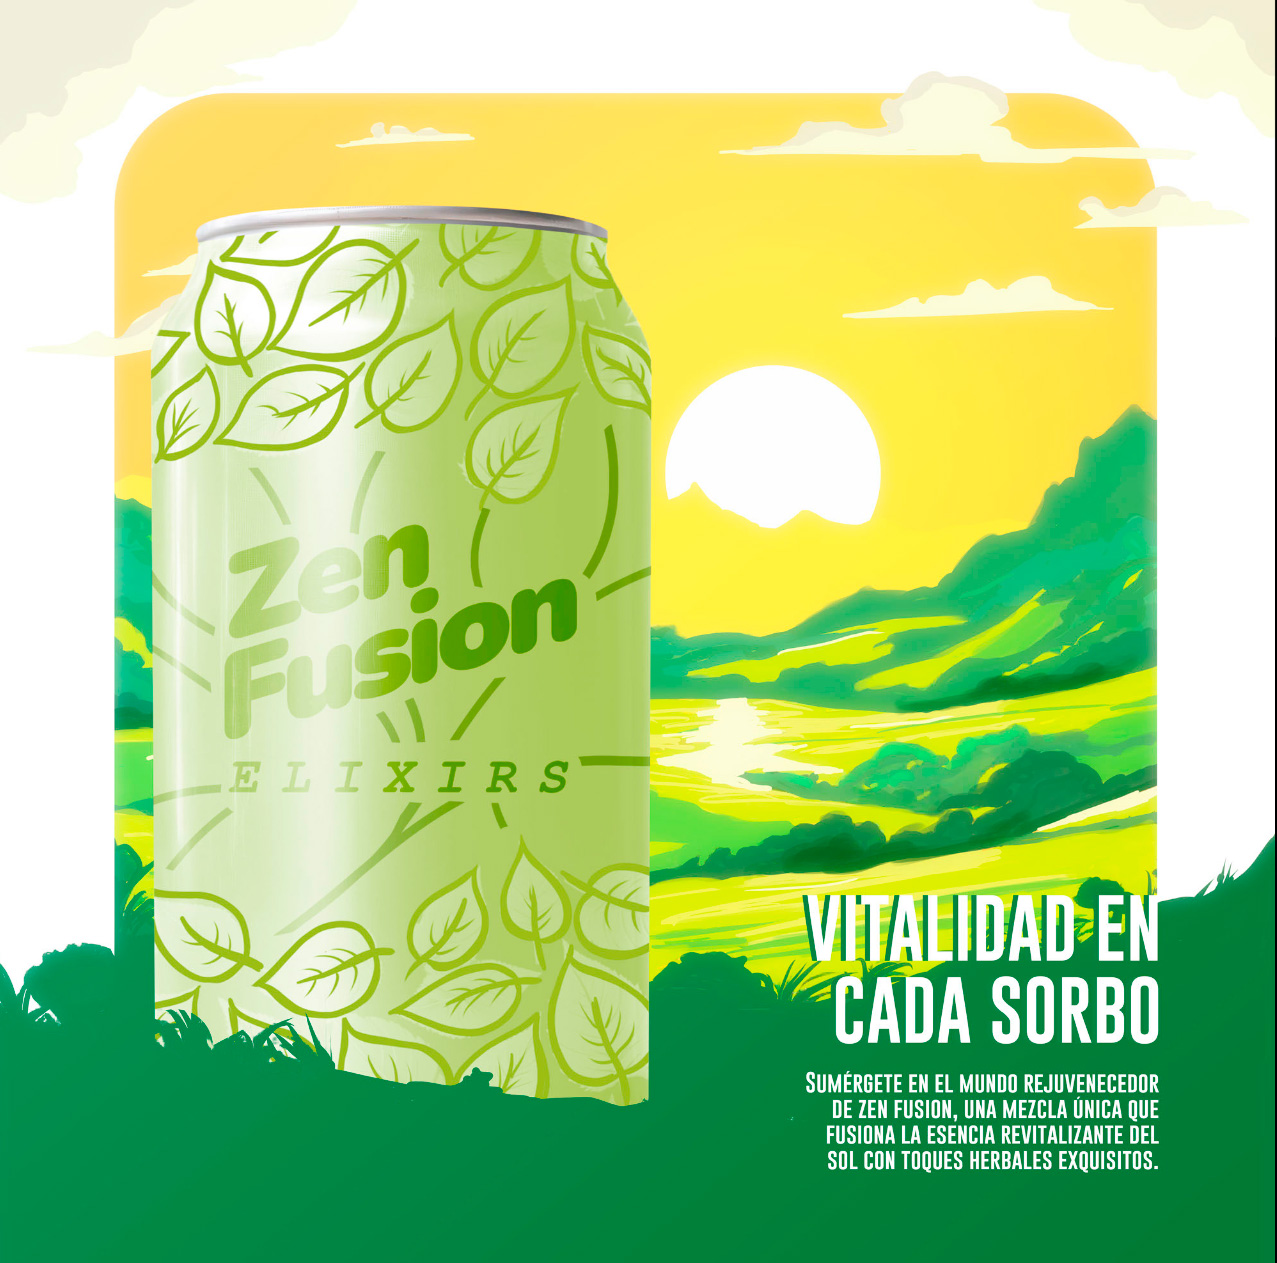 Zen
Fusion
ELIXIRS
VITALIDAD EN
CADA SORBO
SUMÉRGETE EN EL MUNDO REJUVENECEDOR
DE ZEN FUSION, UNA MEZCLA ÚNICA QUE
FUSIONA LA ESENCIA REVITALIZANTE DEL
SOL CON TOQUES HERBALES EXQUISITOS.